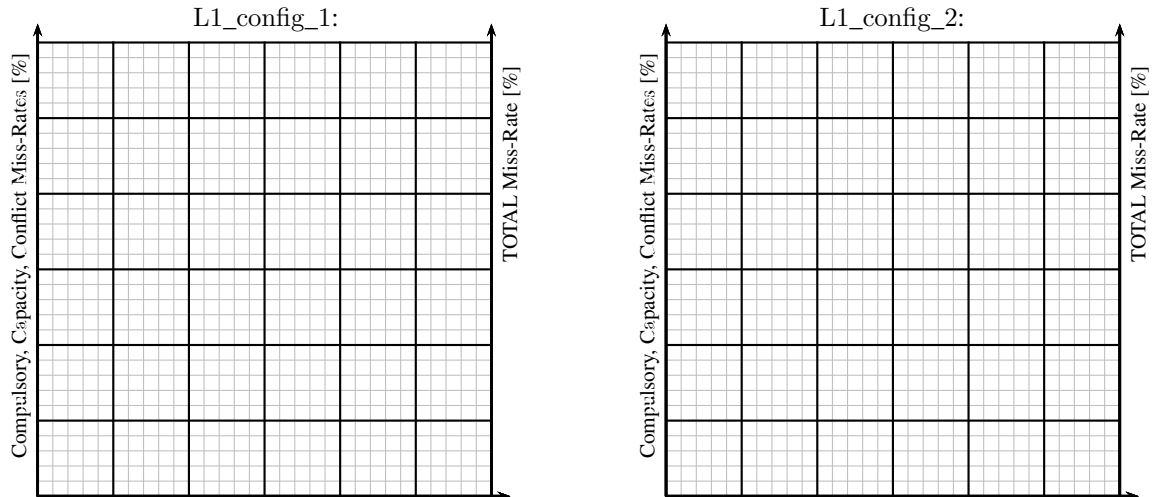 L1_config_1:
Compulsory, Capacity, Conflict Miss-Rates [%]
TOTAL Miss-Rate [%]
L1_config_2:
Compulsory, Capacity, Conflict Miss-Rates [%]
TOTAL Miss-Rate [%]